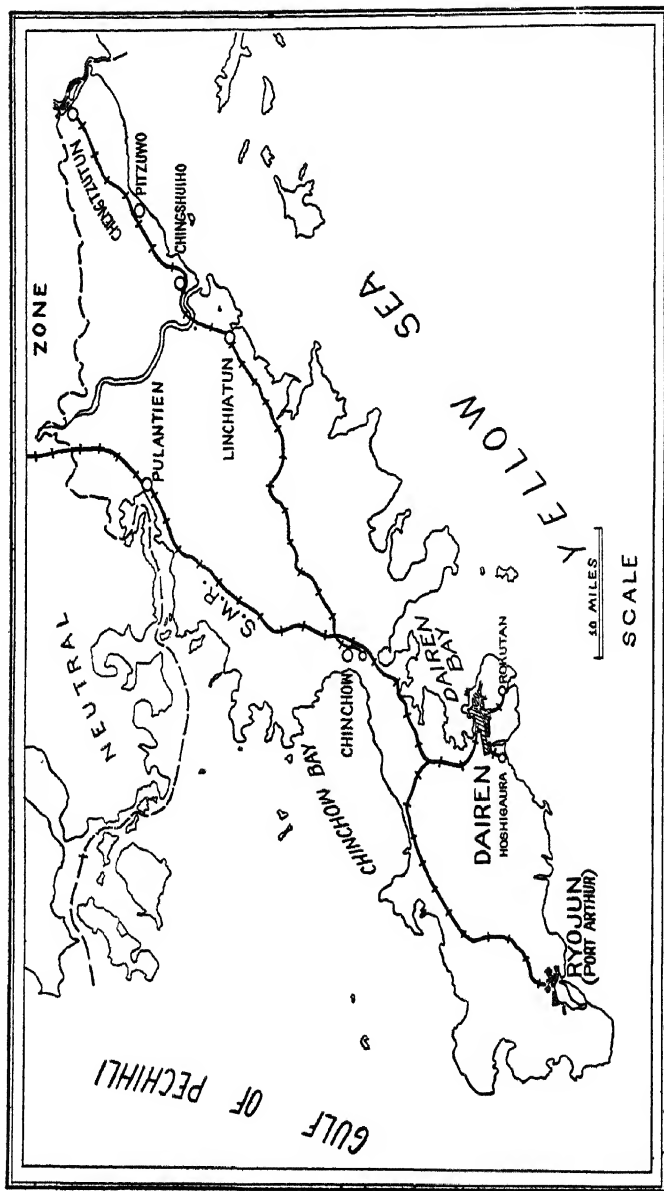 NEUTRAL
ZONE
CHENGTZUTUN
PITZUWO
CHINGSHUIHO
PULANTIEN
LINCHIATUN
S.M.R.
YELLOW SEA
CHINCHOW
CHINCHOW BAY
DAIREN
BAY
ROKUTAN
DAIREN
HOSHIGAURA
RYOJUN
(PORT ARTHUR)
GULF OF PECHIHLI
10 MILES
SCALE